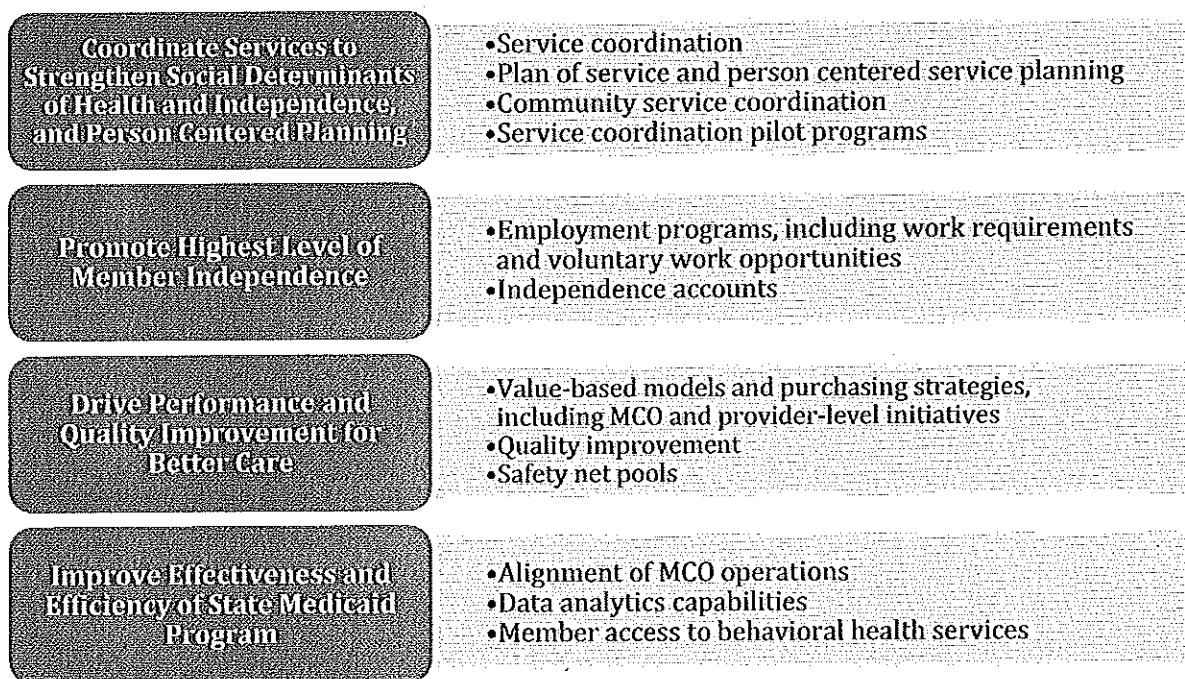 Coordinate Services to
Strengthen Social Determinants
of Health and Independence,
and Person Centered Planning
•Service coordination
•Plan of service and person centered service planning
•Community service coordination
•Service coordination pilot programs
Promote Highest Level of
Member Independence
•Employment programs, including work requirements
and voluntary work opportunities
•Independence accounts
Drive Performance and
Quality Improvement for
Better Care
•Value-based models and purchasing strategies,
including MCO and provider-level initiatives
•Quality improvement
•Safety net pools
Improve Effectiveness and
Efficiency of State Medicaid
Program
•Alignment of MCO operations
•Data analytics capabilities
•Member access to behavioral health services